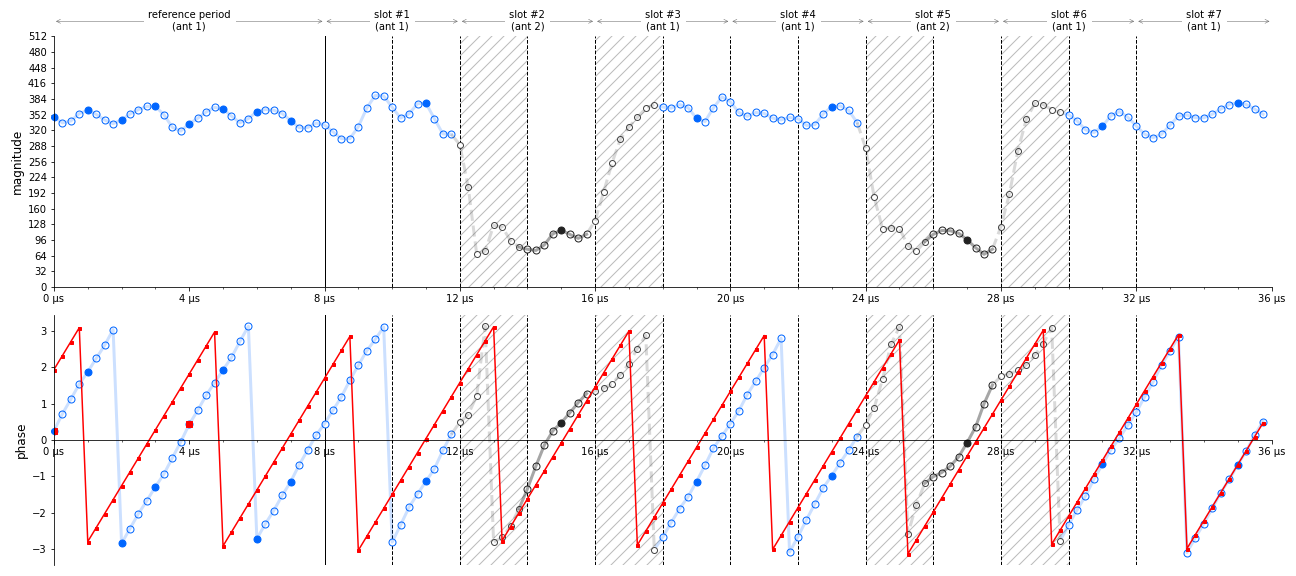 reference period
(ant 1)
slot #1
(ant 1)
slot #2
(ant 2)
slot #3
(ant 1)
slot #4
(ant 1)
slot #5
(ant 2)
slot #6
(ant 1)
slot #7
(ant 1)
magnitude
512
480
448
416
384
352
320
288
256
224
192
160
128
96
64
32
0
0 μs
4 μs
8 μs
12 μs
16 μs
20 μs
24 μs
28 μs
32 μs
36 μs
phase
3
2
1
0
−1
−2
−3
0 μs
4 μs
8 μs
12 μs
16 μs
20 μs
24 μs
28 μs
32 μs
36 μs